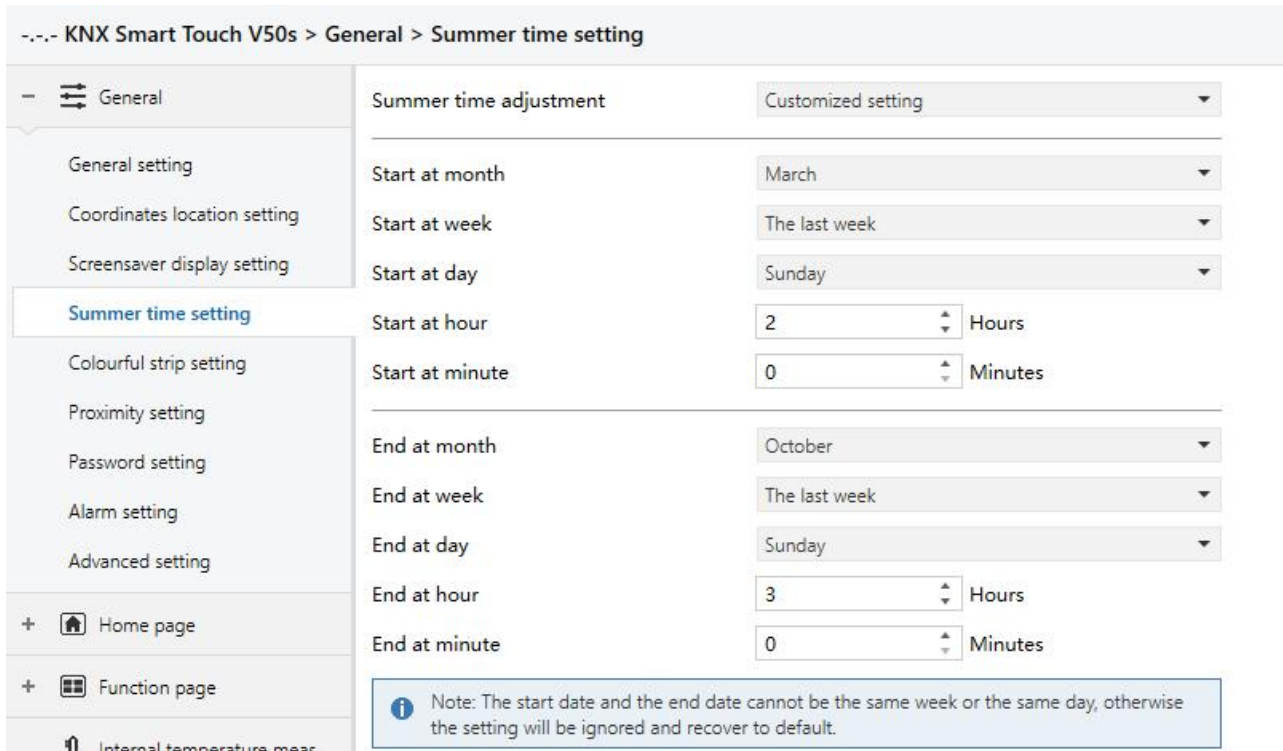 -.-.- KNX Smart Touch V50s > General > Summer time setting
General
General setting
Coordinates location setting
Screensaver display setting
Summer time setting
Colourful strip setting
Proximity setting
Password setting
Alarm setting
Advanced setting
Home page
Function page
Internal temperature meas
Summer time adjustment Customized setting
Start at month March
Start at week The last week
Start at day Sunday
Start at hour 2 Hours
Start at minute 0 Minutes
End at month October
End at week The last week
End at day Sunday
End at hour 3 Hours
End at minute 0 Minutes
Note: The start date and the end date cannot be the same week or the same day, otherwise
the setting will be ignored and recover to default.